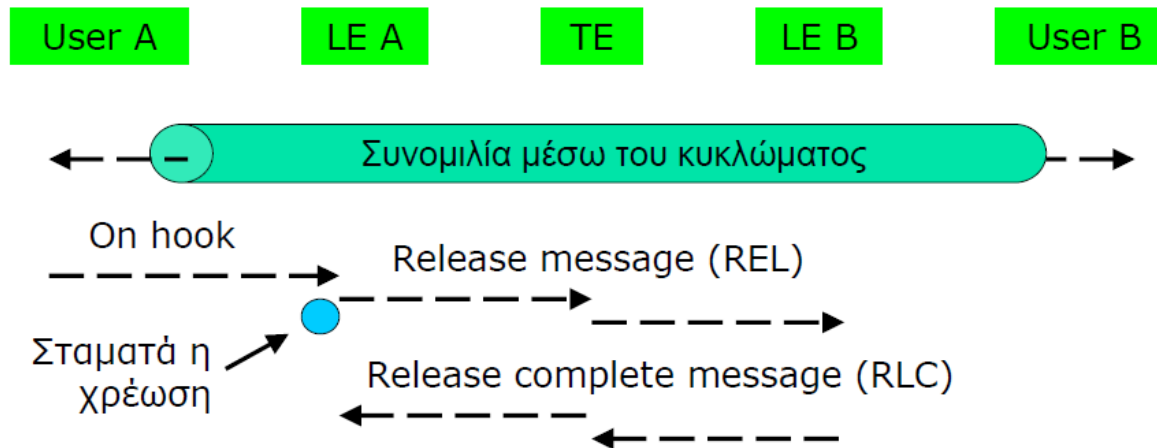 User A LE A TE LE B User B
Συνομιλία μέσω του κυκλώματος
On hook
Release message (REL)
Σταματά η
χρέωση
Release complete message (RLC)